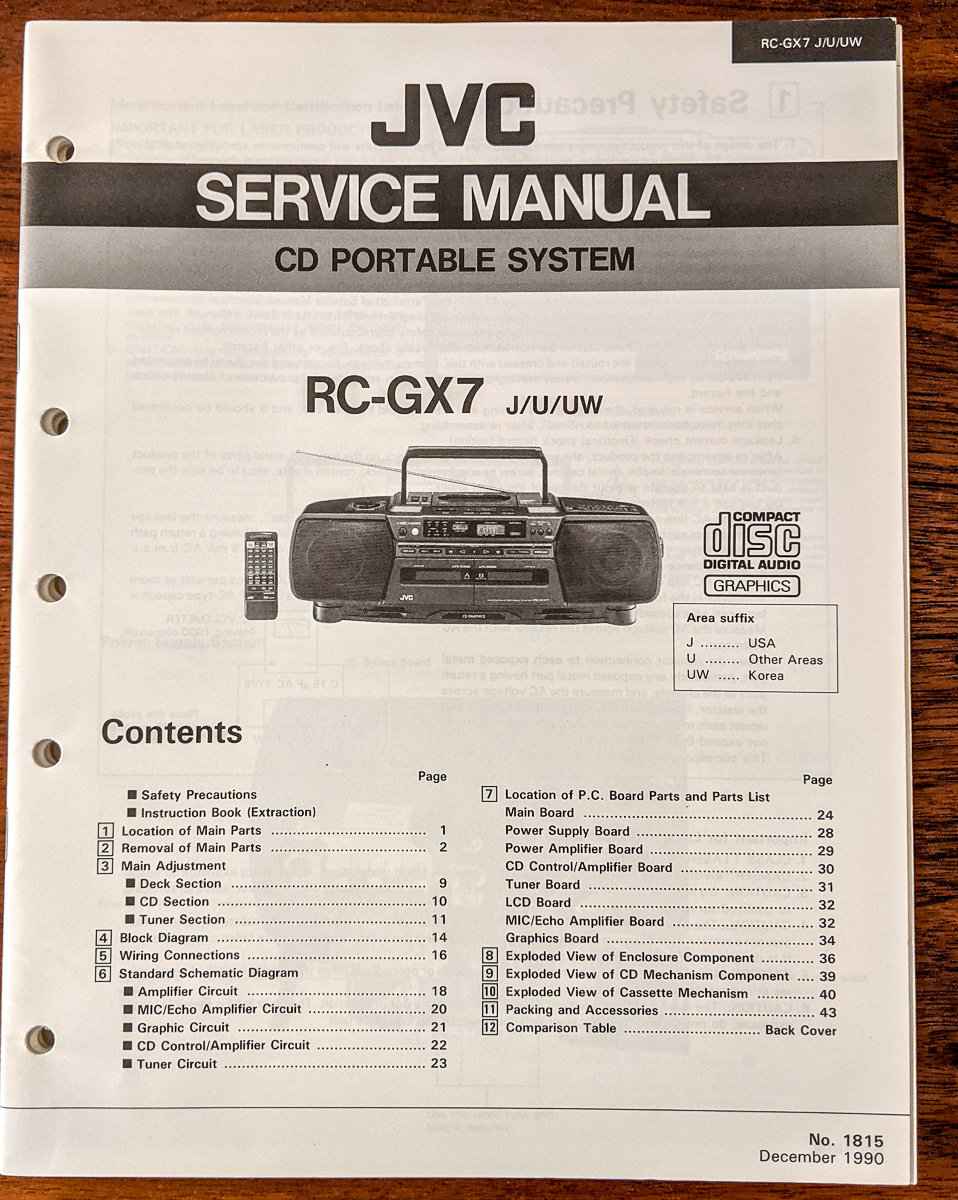 RC-GX7 J/U/UW
JVC
SERVICE MANUAL
CD PORTABLE SYSTEM
RC-GX7 J/U/UW
JVC
COMPACT
disc
DIGITAL AUDIO
GRAPHICS
Area suffix
J ......... USA
U ........ Other Areas
UW ..... Korea
Contents
Page
■ Safety Precautions
■ Instruction Book (Extraction)
1 Location of Main Parts ........ 1
2 Removal of Main Parts ........ 2
3 Main Adjustment
■ Deck Section ........ 9
■ CD Section ........ 10
■ Tuner Section ........ 11
4 Block Diagram ........ 14
5 Wiring Connections ........ 16
6 Standard Schematic Diagram
■ Amplifier Circuit ........ 18
■ MIC/Echo Amplifier Circuit ........ 20
■ Graphic Circuit ........ 21
■ CD Control/Amplifier Circuit ........ 22
■ Tuner Circuit ........ 23
Page
7 Location of P.C. Board Parts and Parts List
Main Board ........ 24
Power Supply Board ........ 28
Power Amplifier Board ........ 29
CD Control/Amplifier Board ........ 30
Tuner Board ........ 31
LCD Board ........ 32
MIC/Echo Amplifier Board ........ 32
Graphics Board ........ 34
8 Exploded View of Enclosure Component ........ 36
9 Exploded View of CD Mechanism Component .... 39
10 Exploded View of Cassette Mechanism ........ 40
11 Packing and Accessories ........ 43
12 Comparison Table ........ Back Cover
No. 1815
December 1990